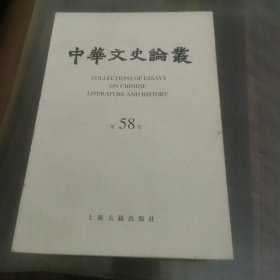 中華文史論叢
COLLECTIONS OF ESSAYS
ON CHINESE
LITERATURE AND HISTORY
第58輯
上海古籍出版社